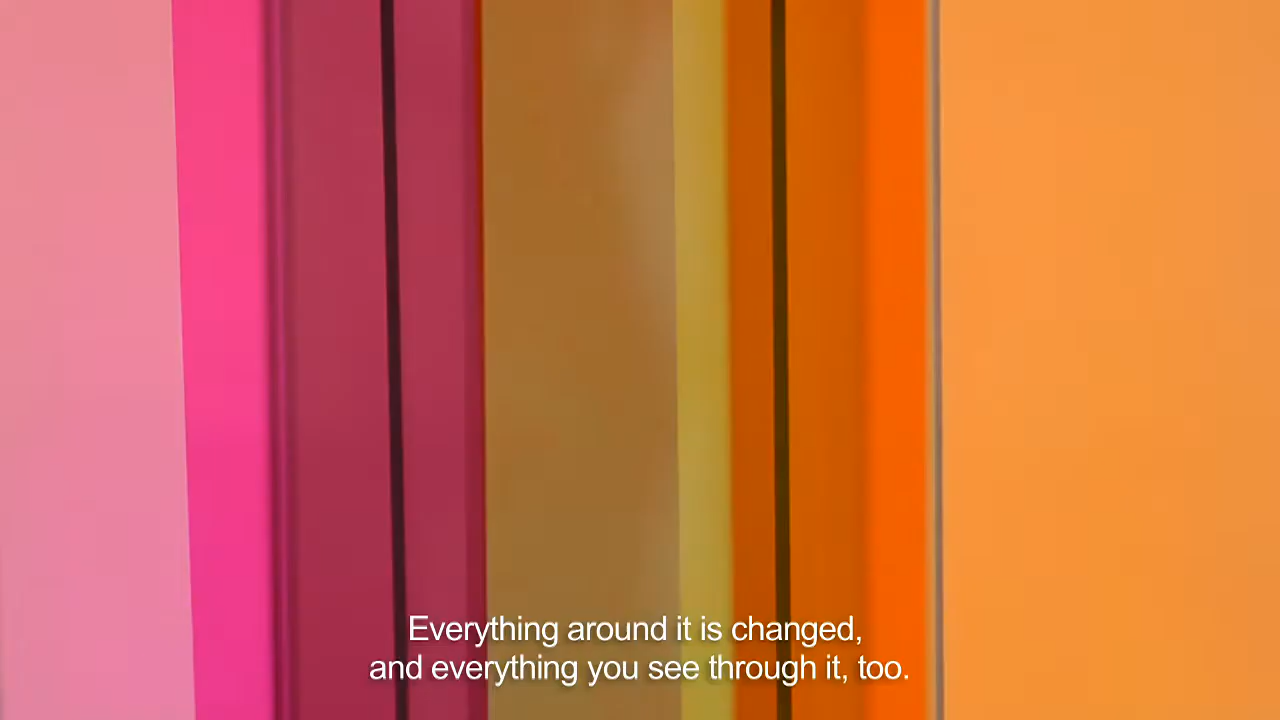 Everything around it is changed,
and everything you see through it, too.